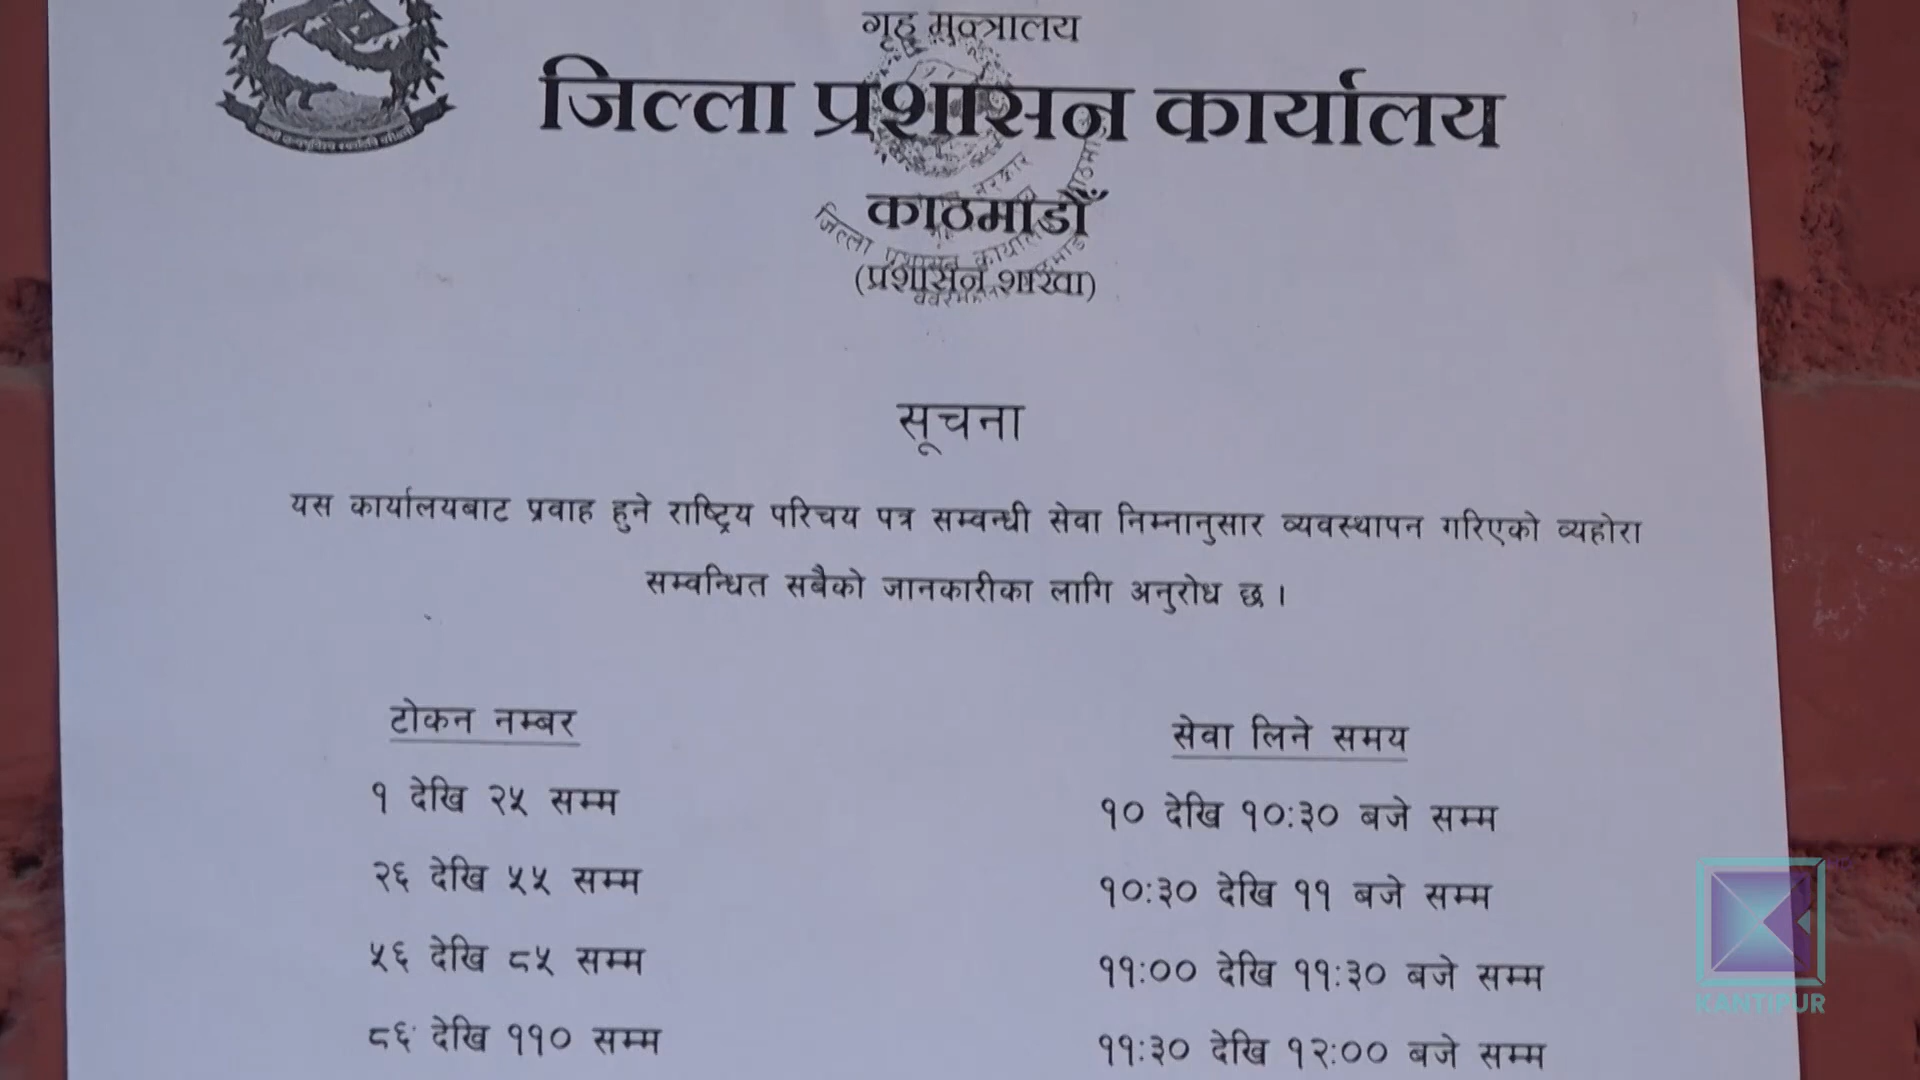 गृह मन्त्रालय
जिल्ला प्रशासन कार्यालय
काठमाडौँ
(प्रशासन शाखा)
सूचना
यस कार्यालयबाट प्रवाह हुने राष्ट्रिय परिचय पत्र सम्वन्धी सेवा निम्नानुसार व्यवस्थापन गरिएको व्यहोरा
सम्वन्धित सबैको जानकारीका लागि अनुरोध छ ।
टोकन नम्बर सेवा लिने समय
१ देखि २५ सम्म १० देखि १०:३० बजे सम्म
२६ देखि ५५ सम्म १०:३० देखि ११ बजे सम्म
५६ देखि ८५ सम्म ११:०० देखि ११:३० बजे सम्म
८६ देखि ११० सम्म ११:३० देखि १२:०० बजे सम्म
जिल्ला प्रशासन कार्यालय
KANTIPUR